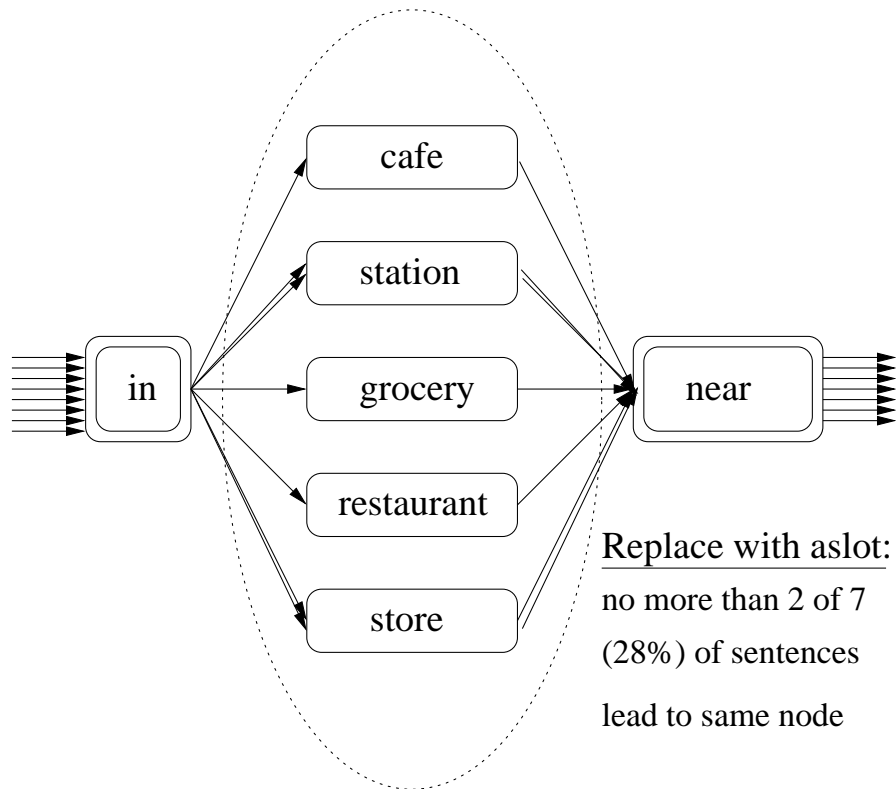 cafe
station
in
grocery
near
restaurant
Replace with aslot:
no more than 2 of 7
store
(28%) of sentences
lead to same node